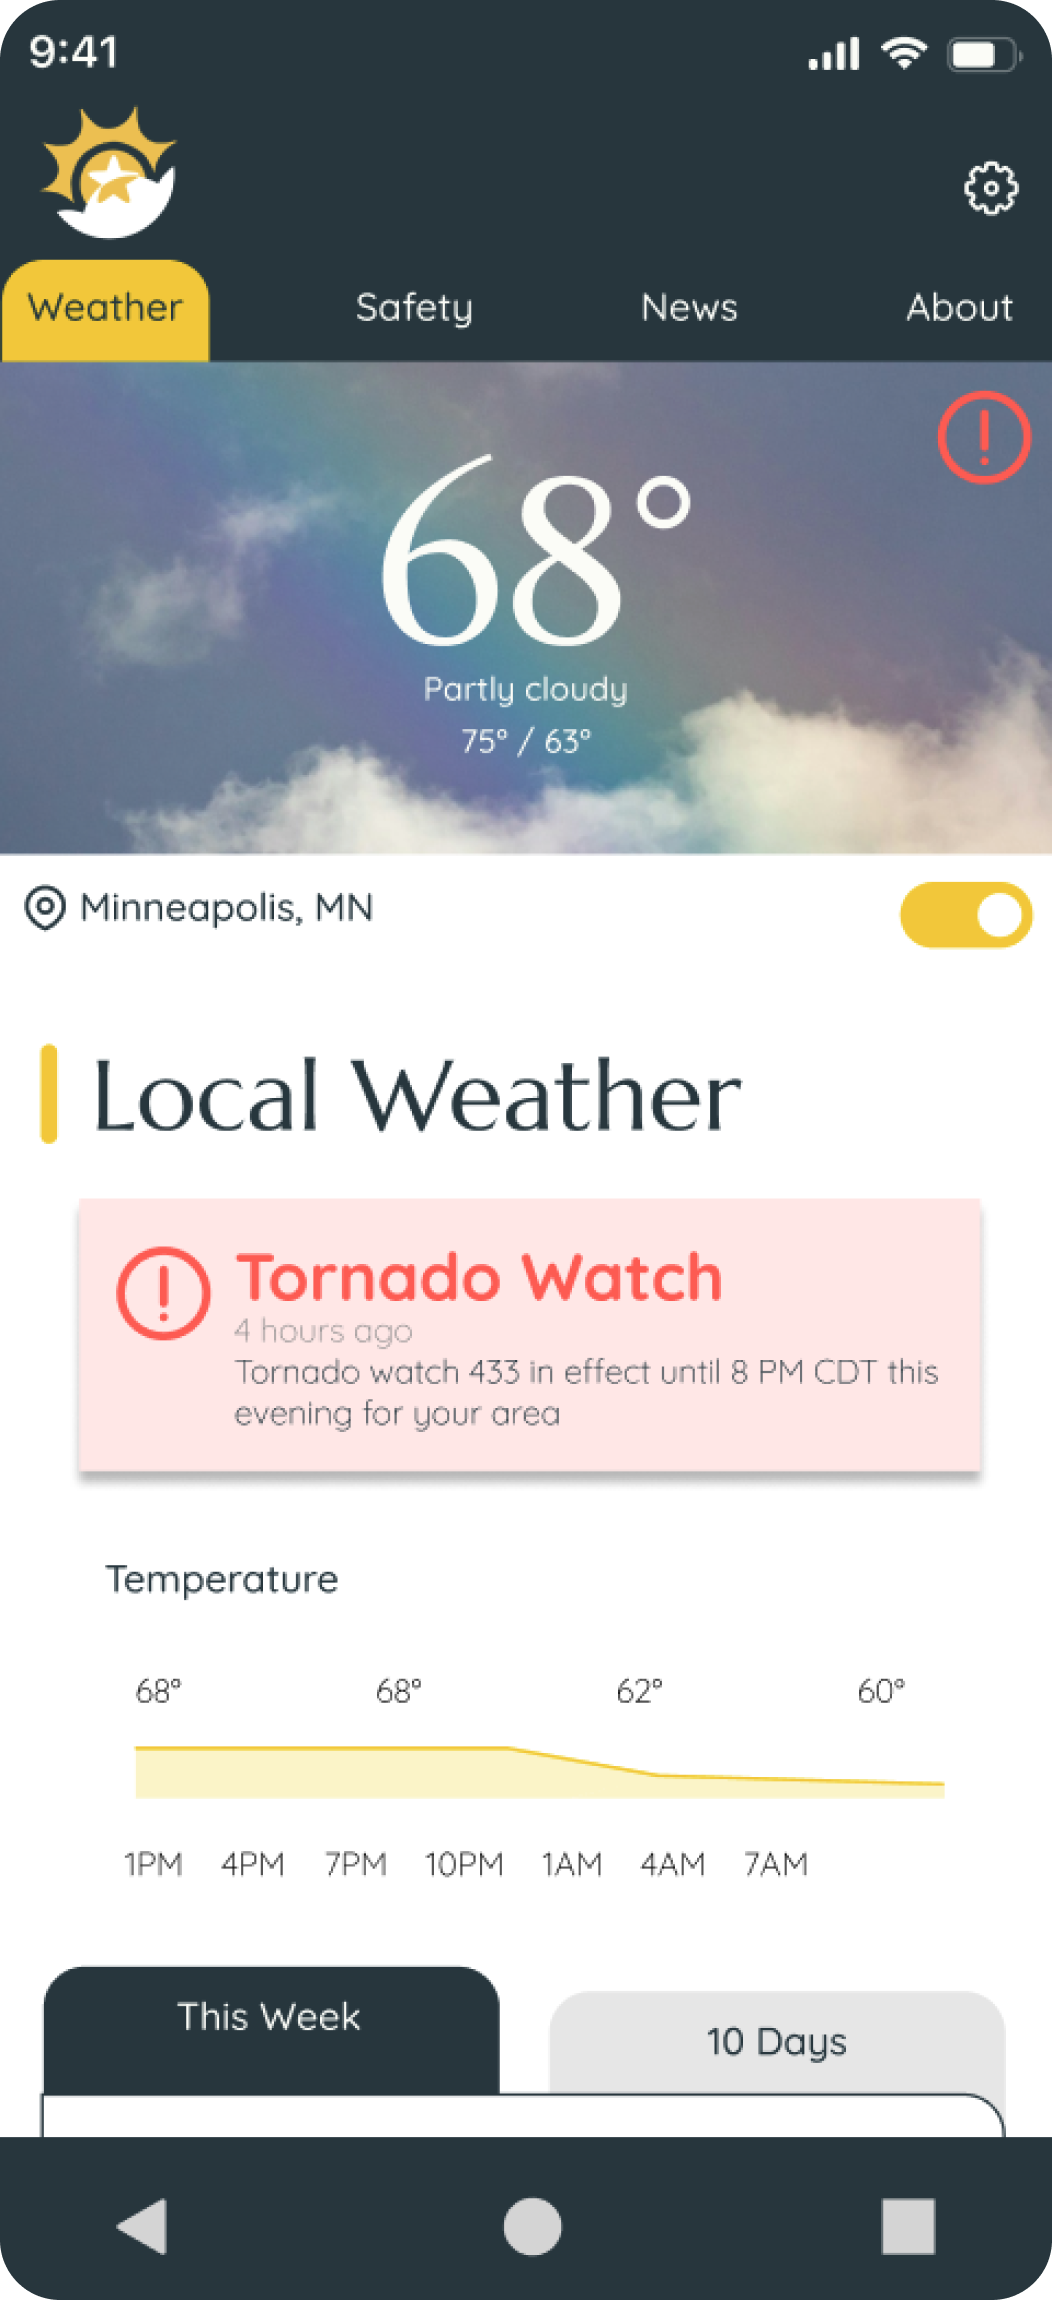 9:41
Weather Safety News About
68°
Partly cloudy
75° / 63°
Minneapolis, MN
Local Weather
Tornado Watch
4 hours ago
Tornado watch 433 in effect until 8 PM CDT this
evening for your area
Temperature
68° 68° 62° 60°
1PM 4PM 7PM 10PM 1AM 4AM 7AM
This Week
10 Days